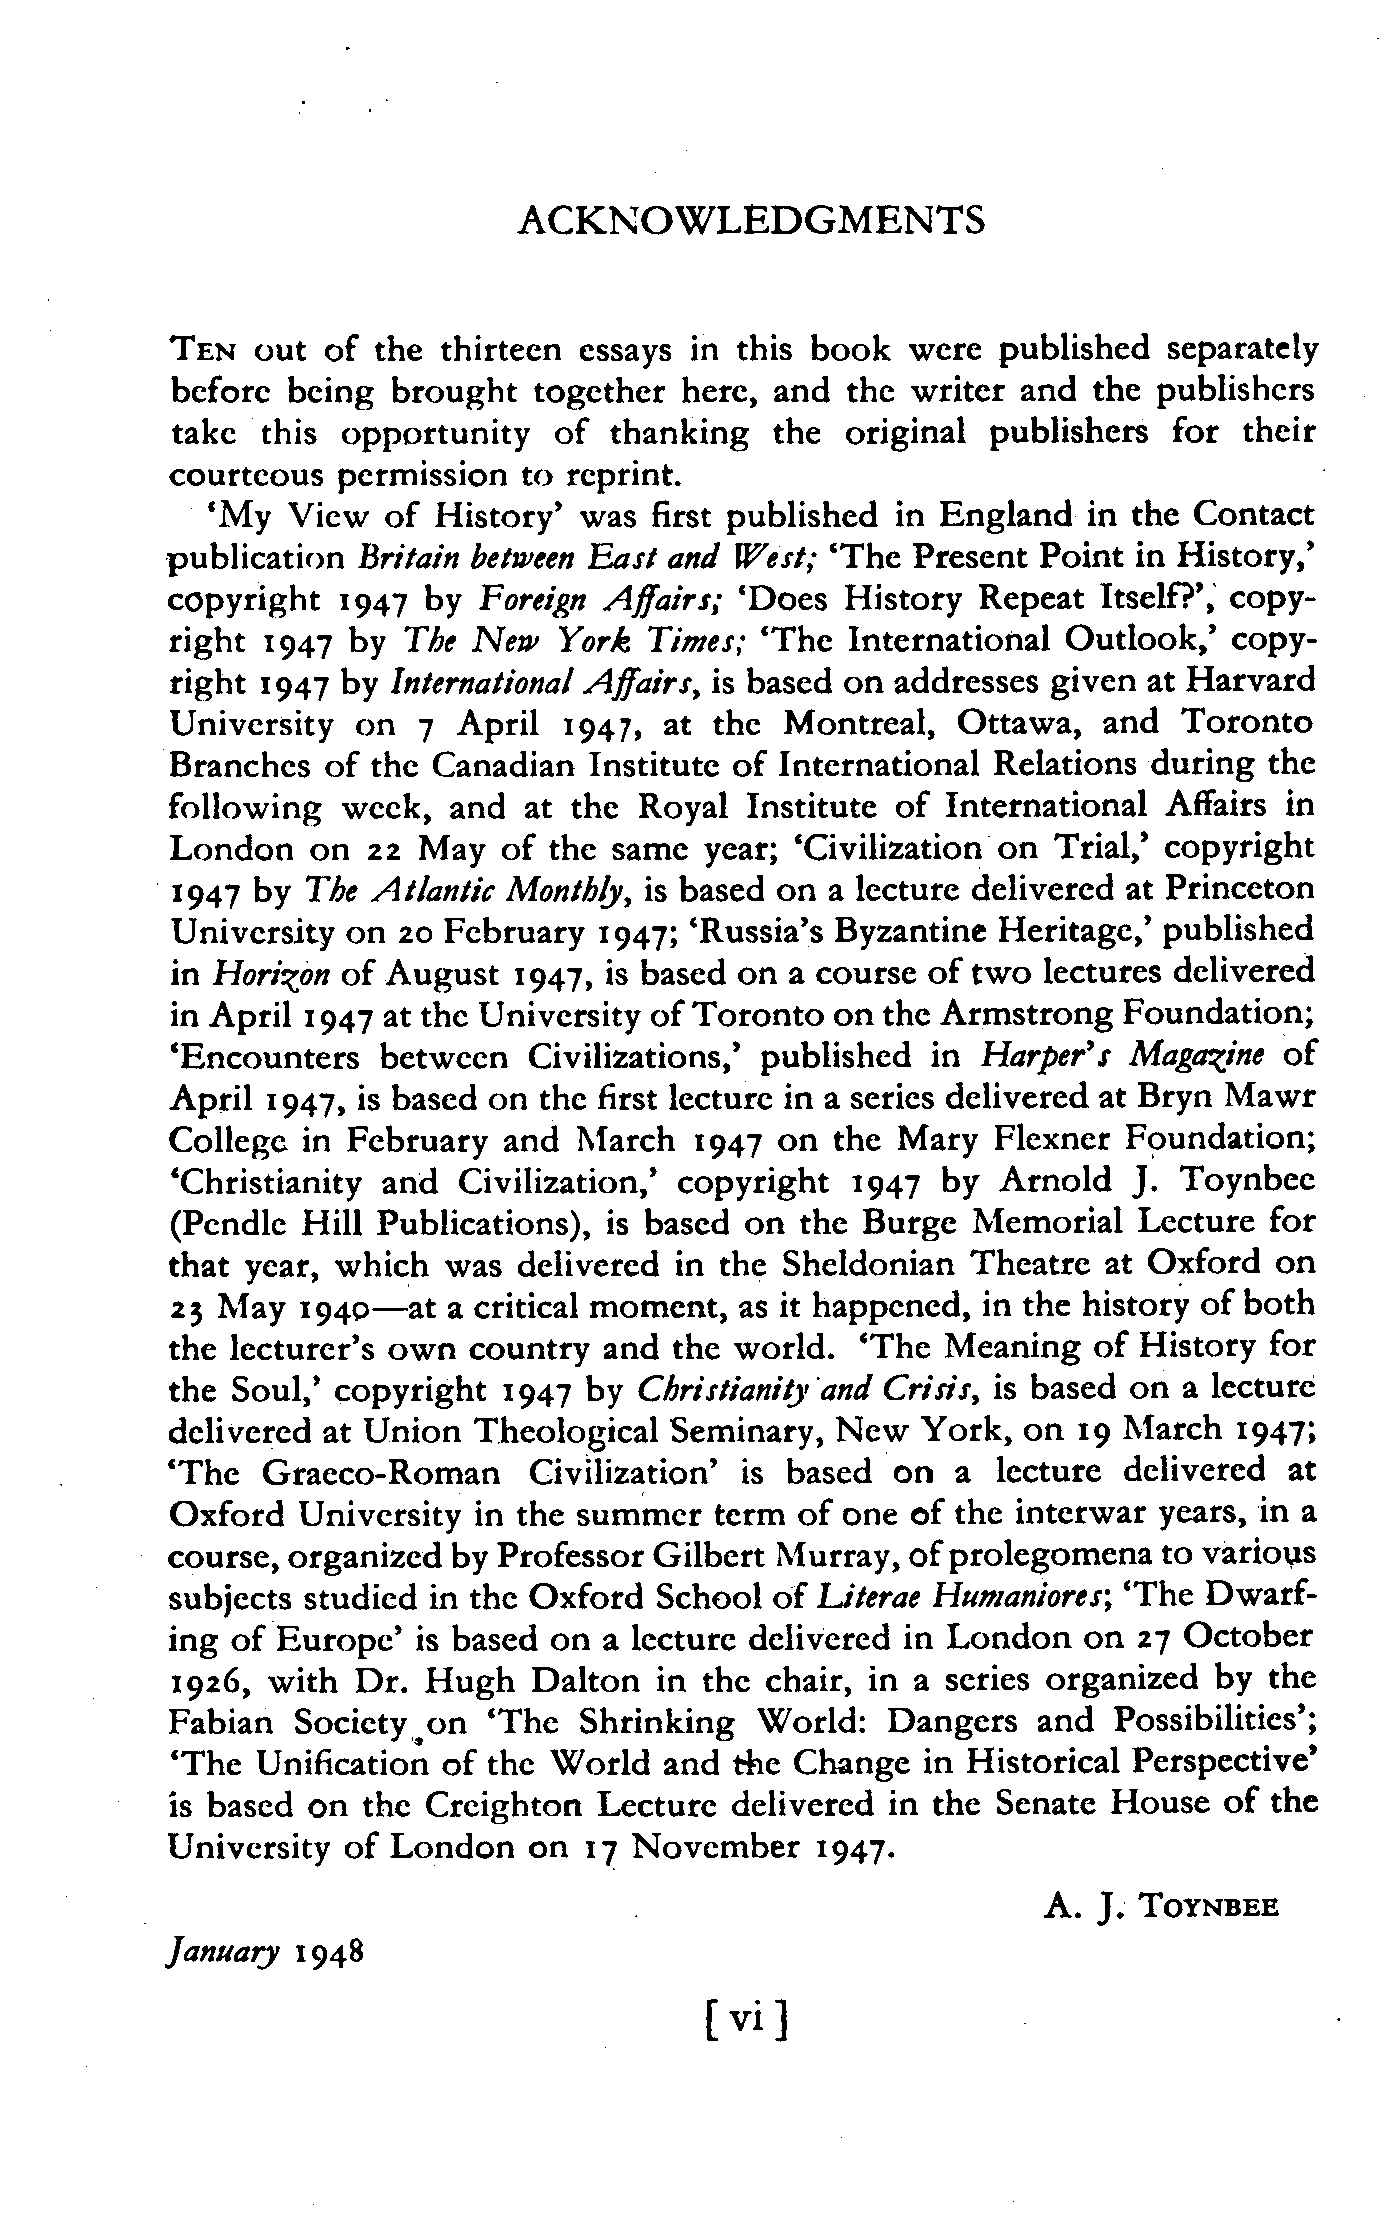 ACKNOWLEDGMENTS
TEN out of the thirteen essays in this book were published separately
before being brought together here, and the writer and the publishers
take this opportunity of thanking the original publishers for their
courteous permission to reprint.
‘My View of History’ was first published in England in the Contact
publication Britain between East and West; ‘The Present Point in History,’
copyright 1947 by Foreign Affairs; ‘Does History Repeat Itself?’, copy-
right 1947 by The New York Times; ‘The International Outlook,’ copy-
right 1947 by International Affairs, is based on addresses given at Harvard
University on 7 April 1947, at the Montreal, Ottawa, and Toronto
Branches of the Canadian Institute of International Relations during the
following week, and at the Royal Institute of International Affairs in
London on 22 May of the same year; ‘Civilization on Trial,’ copyright
1947 by The Atlantic Monthly, is based on a lecture delivered at Princeton
University on 20 February 1947; ‘Russia’s Byzantine Heritage,’ published
in Horizon of August 1947, is based on a course of two lectures delivered
in April 1947 at the University of Toronto on the Armstrong Foundation;
‘Encounters between Civilizations,’ published in Harper’s Magazine of
April 1947, is based on the first lecture in a series delivered at Bryn Mawr
College in February and March 1947 on the Mary Flexner Foundation;
‘Christianity and Civilization,’ copyright 1947 by Arnold J. Toynbee
(Pendle Hill Publications), is based on the Burge Memorial Lecture for
that year, which was delivered in the Sheldonian Theatre at Oxford on
23 May 1940—at a critical moment, as it happened, in the history of both
the lecturer’s own country and the world. ‘The Meaning of History for
the Soul,’ copyright 1947 by Christianity and Crisis, is based on a lecture
delivered at Union Theological Seminary, New York, on 19 March 1947;
‘The Graeco-Roman Civilization’ is based on a lecture delivered at
Oxford University in the summer term of one of the interwar years, in a
course, organized by Professor Gilbert Murray, of prolegomena to various
subjects studied in the Oxford School of Literae Humaniores; ‘The Dwarf-
ing of Europe’ is based on a lecture delivered in London on 27 October
1926, with Dr. Hugh Dalton in the chair, in a series organized by the
Fabian Society on ‘The Shrinking World: Dangers and Possibilities’;
‘The Unification of the World and the Change in Historical Perspective’
is based on the Creighton Lecture delivered in the Senate House of the
University of London on 17 November 1947.
A. J. TOYNBEE
January 1948
[ vi ]